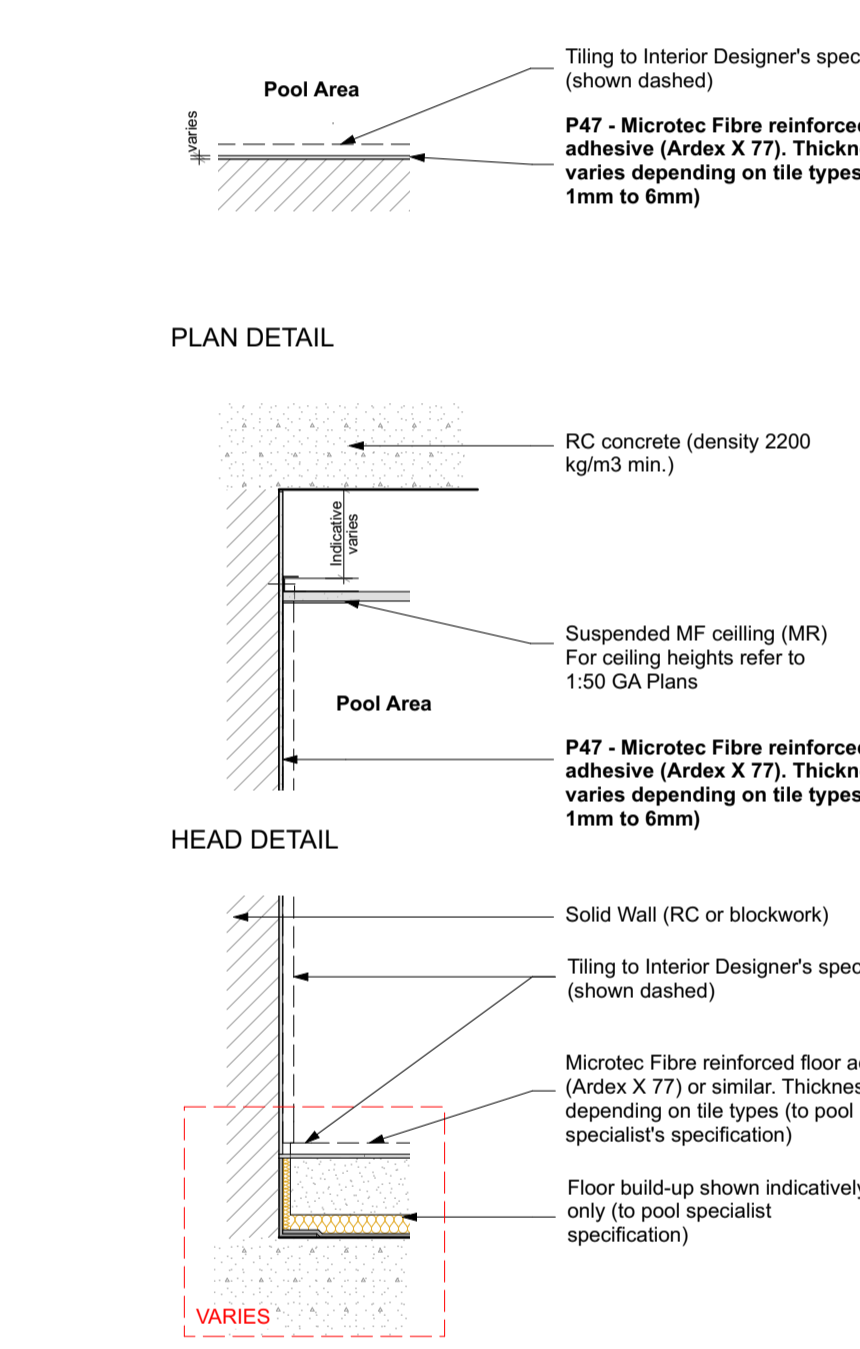 Tiling to Interior Designer's spec
(shown dashed)
Pool Area
varies
P47 - Microtec Fibre reinforced
adhesive (Ardex X 77). Thickn
varies depending on tile types
1mm to 6mm)
PLAN DETAIL
RC concrete (density 2200
kg/m3 min.)
Indicative
varies
Suspended MF ceilling (MR)
For ceiling heights refer to
1:50 GA Plans
Pool Area
P47 - Microtec Fibre reinforced
adhesive (Ardex X 77). Thickn
varies depending on tile types
1mm to 6mm)
HEAD DETAIL
Solid Wall (RC or blockwork)
Tiling to Interior Designer's spec
(shown dashed)
Microtec Fibre reinforced floor a
(Ardex X 77) or similar. Thicknes
depending on tile types (to pool
specialist's specification)
Floor build-up shown indicatively
only (to pool specialist
specification)
VARIES